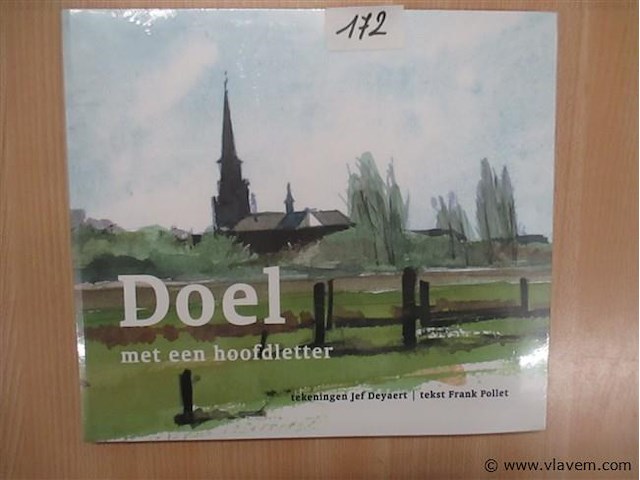 172
Doel
met een hoofdletter
tekeningen Jef Deyaert | tekst Frank Pollet
© www.vlavem.com